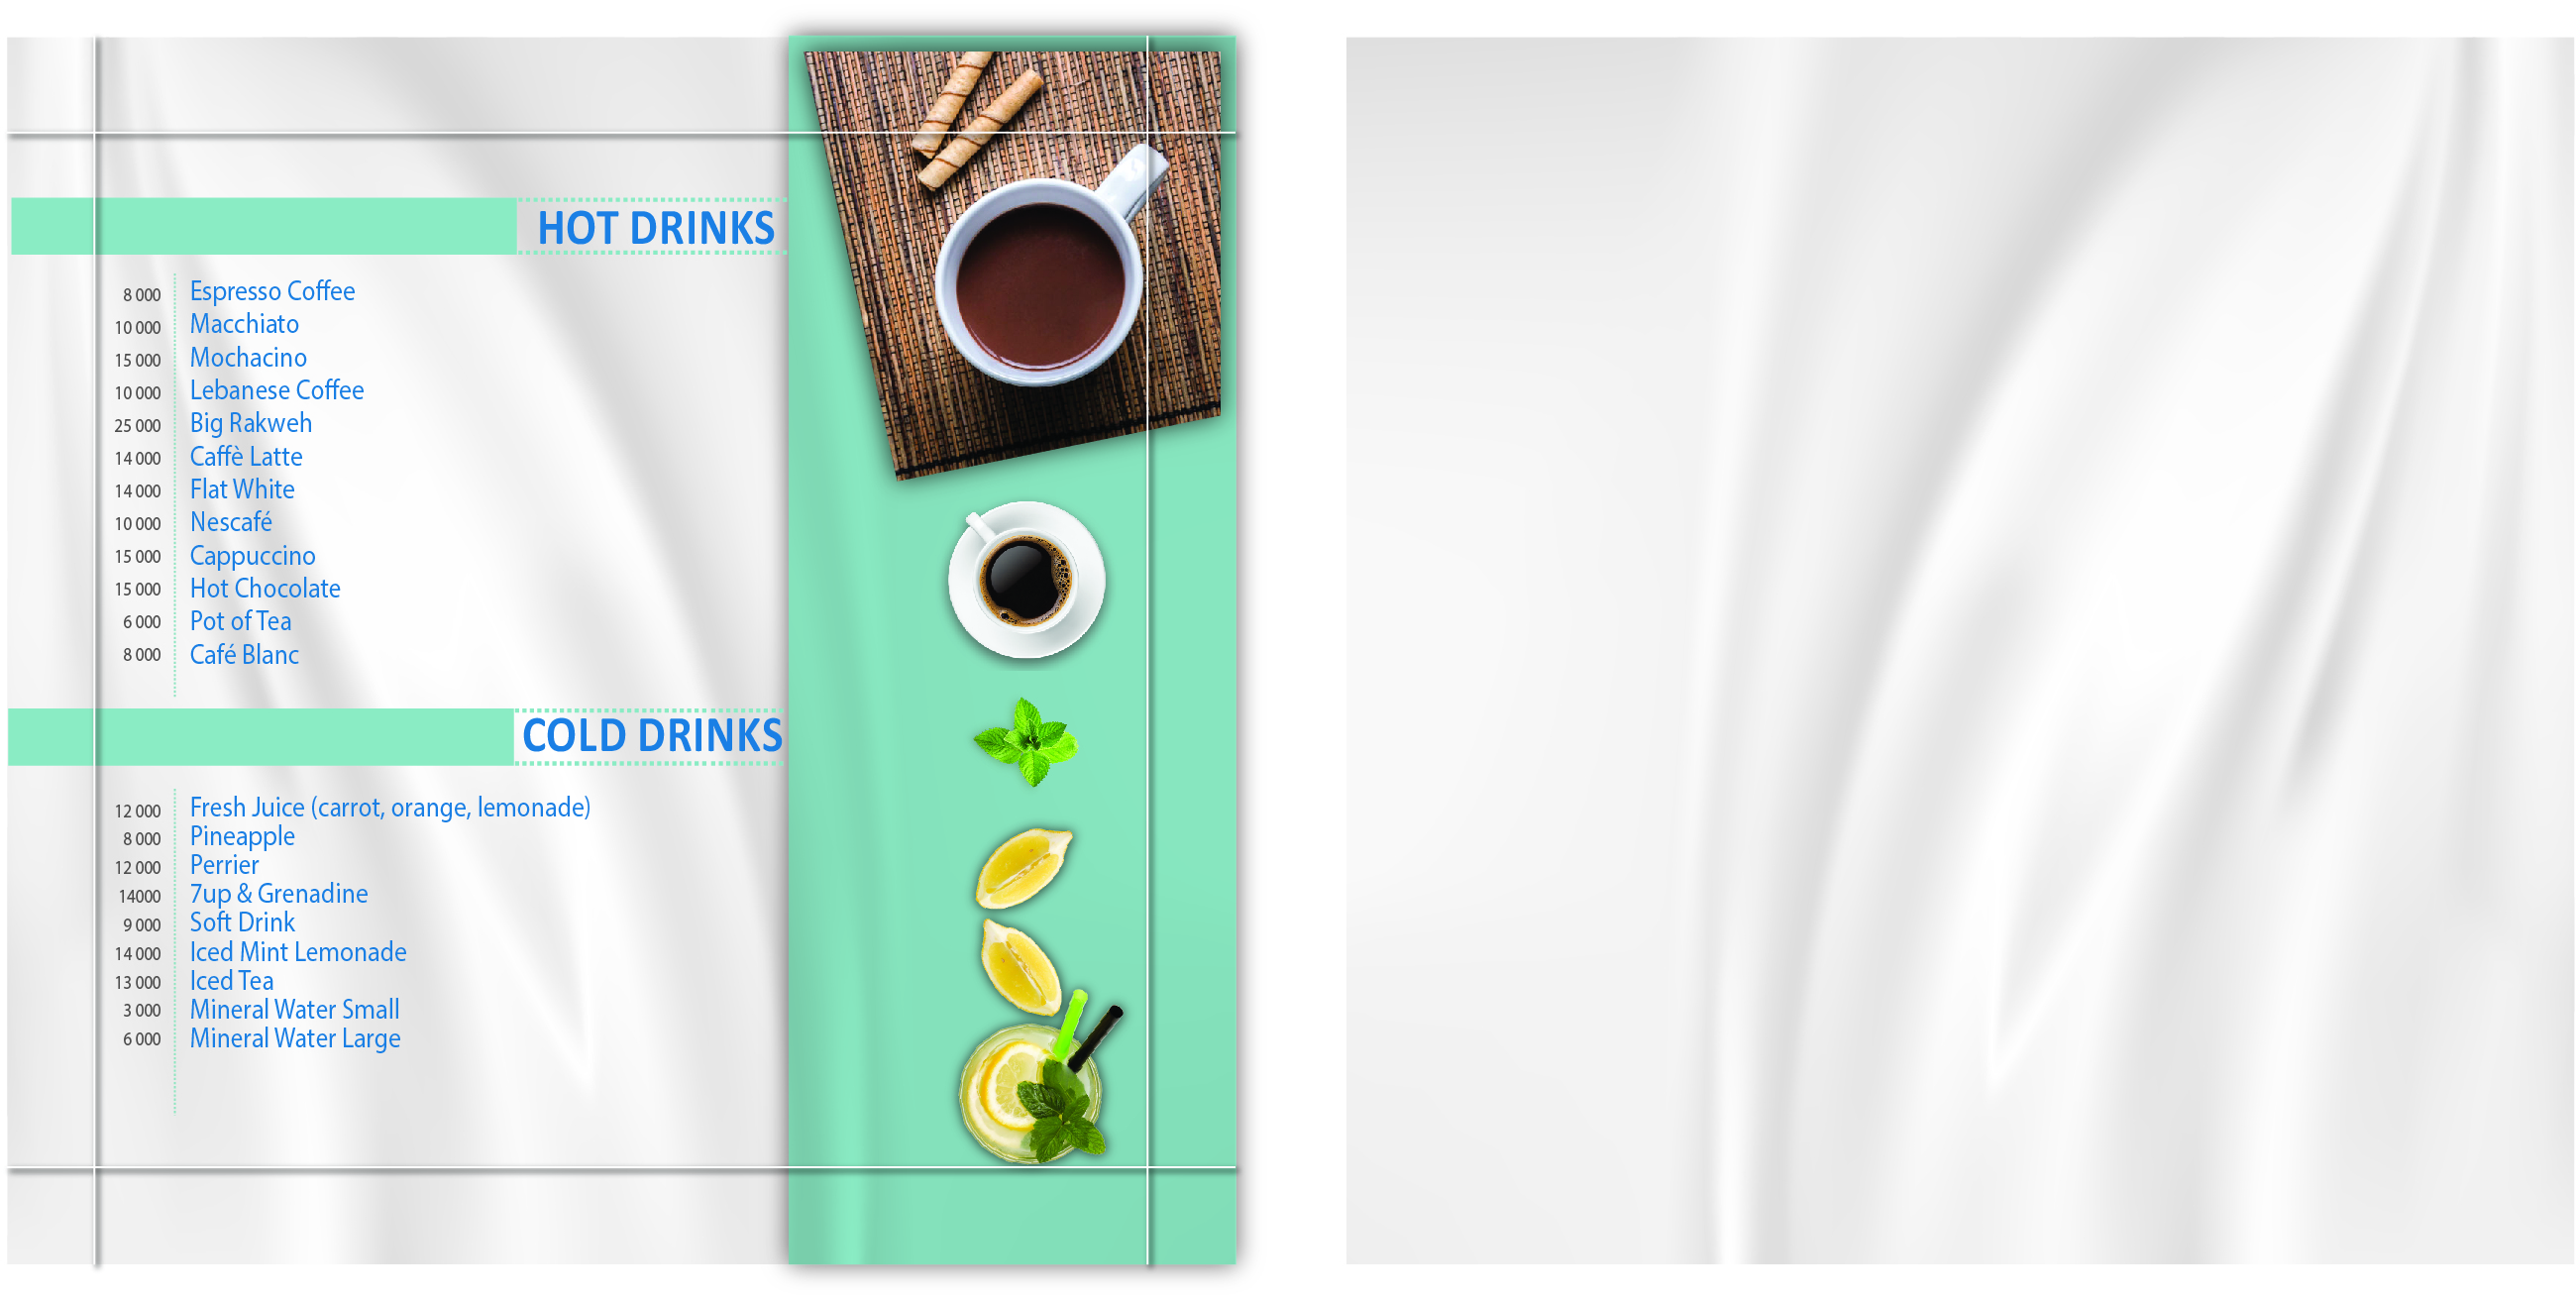 HOT DRINKS
8 000 Espresso Coffee
10 000 Macchiato
15 000 Mochacino
10 000 Lebanese Coffee
25 000 Big Rakweh
14 000 Caffè Latte
14 000 Flat White
10 000 Nescafé
15 000 Cappuccino
15 000 Hot Chocolate
6 000 Pot of Tea
8 000 Café Blanc
COLD DRINKS
12 000 Fresh Juice (carrot, orange, lemonade)
8 000 Pineapple
12 000 Perrier
14000 7up & Grenadine
9 000 Soft Drink
14 000 Iced Mint Lemonade
13 000 Iced Tea
3 000 Mineral Water Small
6 000 Mineral Water Large